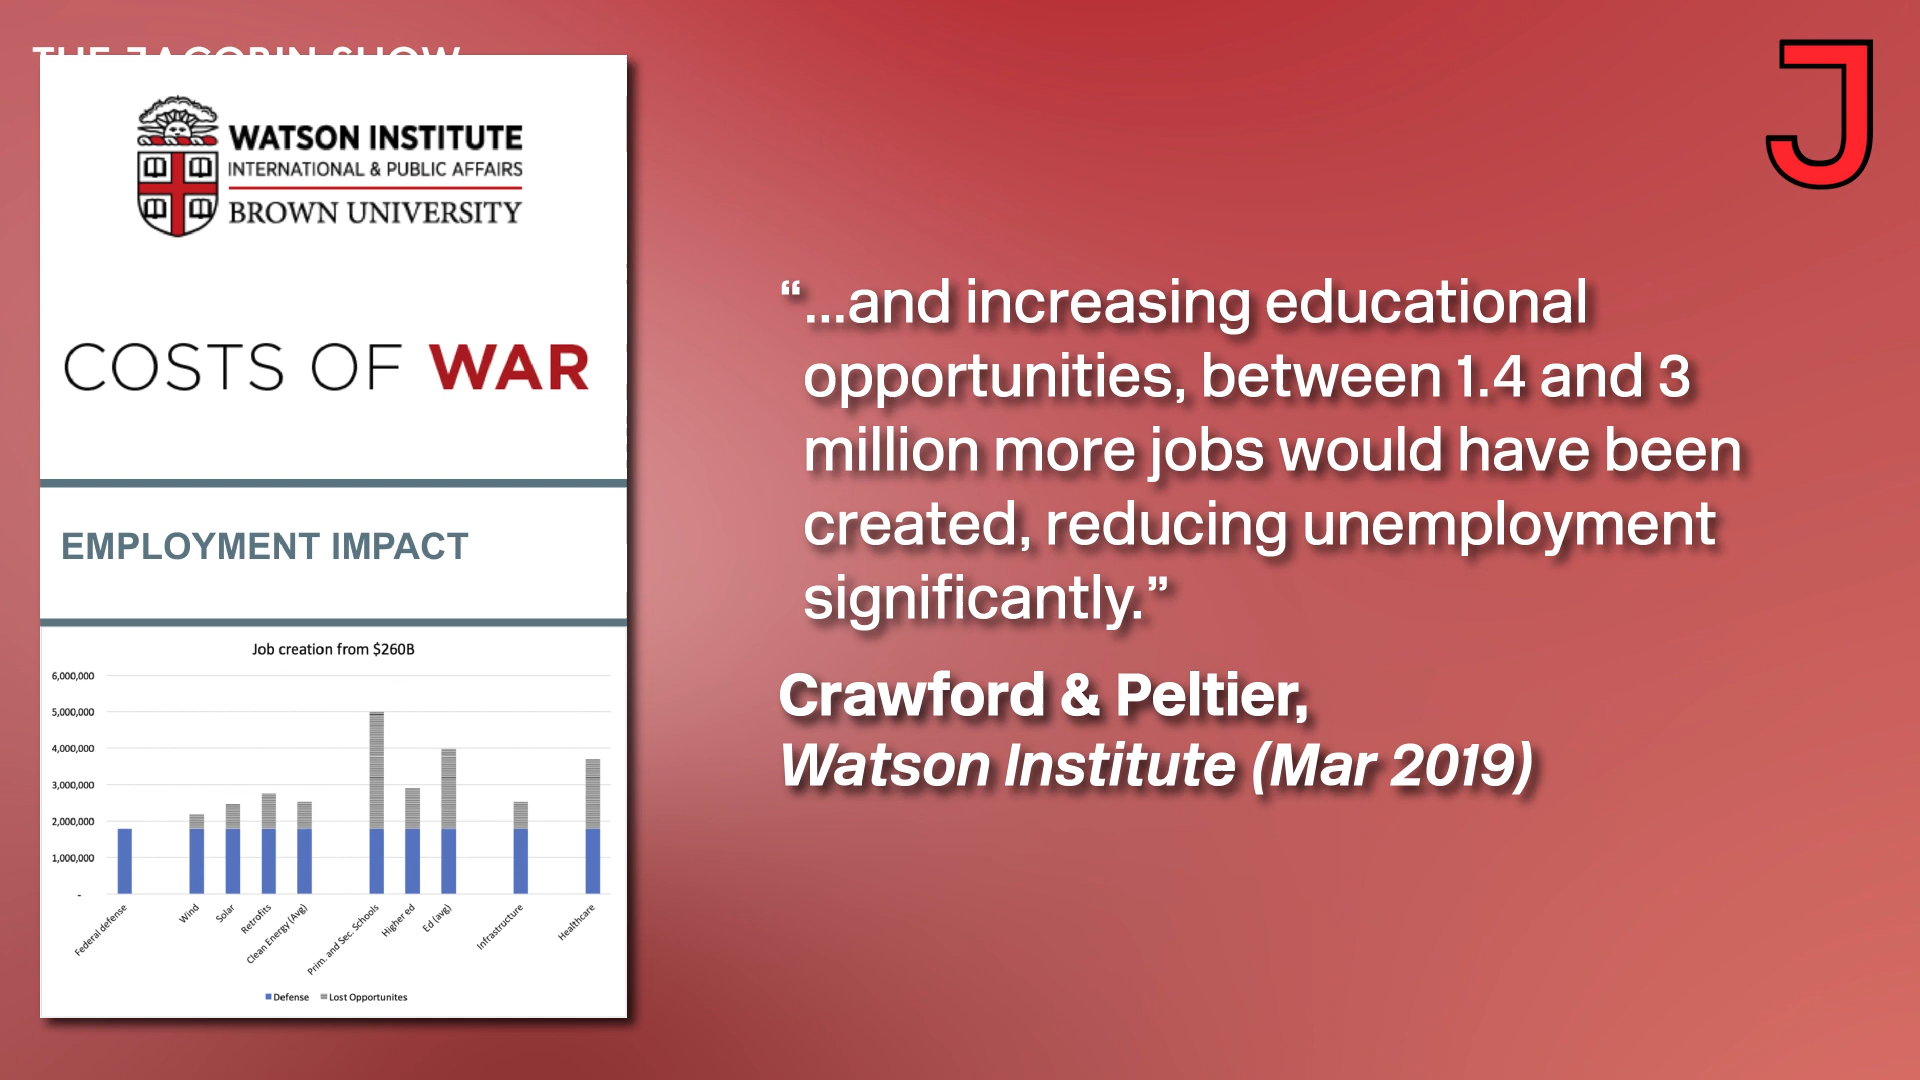 THE JACOBIN SHOW
J
WATSON INSTITUTE
INTERNATIONAL & PUBLIC AFFAIRS
BROWN UNIVERSITY
COSTS OF WAR
EMPLOYMENT IMPACT
Job creation from $260B
6,000,000
5,000,000
4,000,000
3,000,000
2,000,000
1,000,000
-
Federal defense
Wind
Solar
Retrofits
Clean Energy (Avg)
Prim. and Sec. Schools
Higher ed
Ed (avg)
Infrastructure
Healthcare
Defense
Lost Opportunites
“...and increasing educational
opportunities, between 1.4 and 3
million more jobs would have been
created, reducing unemployment
significantly.”
Crawford & Peltier,
Watson Institute (Mar 2019)